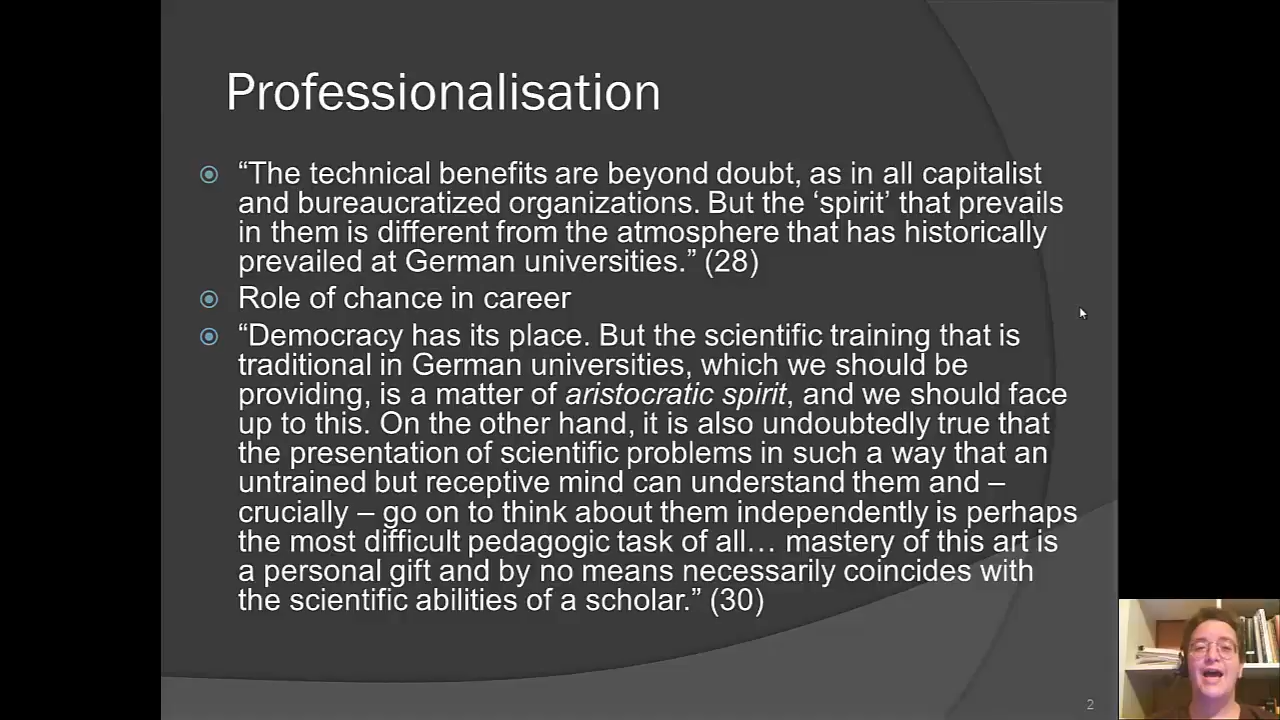 Professionalisation
“The technical benefits are beyond doubt, as in all capitalist
and bureaucratized organizations. But the ‘spirit’ that prevails
in them is different from the atmosphere that has historically
prevailed at German universities.” (28)
Role of chance in career
“Democracy has its place. But the scientific training that is
traditional in German universities, which we should be
providing, is a matter of aristocratic spirit, and we should face
up to this. On the other hand, it is also undoubtedly true that
the presentation of scientific problems in such a way that an
untrained but receptive mind can understand them and –
crucially – go on to think about them independently is perhaps
the most difficult pedagogic task of all… mastery of this art is
a personal gift and by no means necessarily coincides with
the scientific abilities of a scholar.” (30)
2